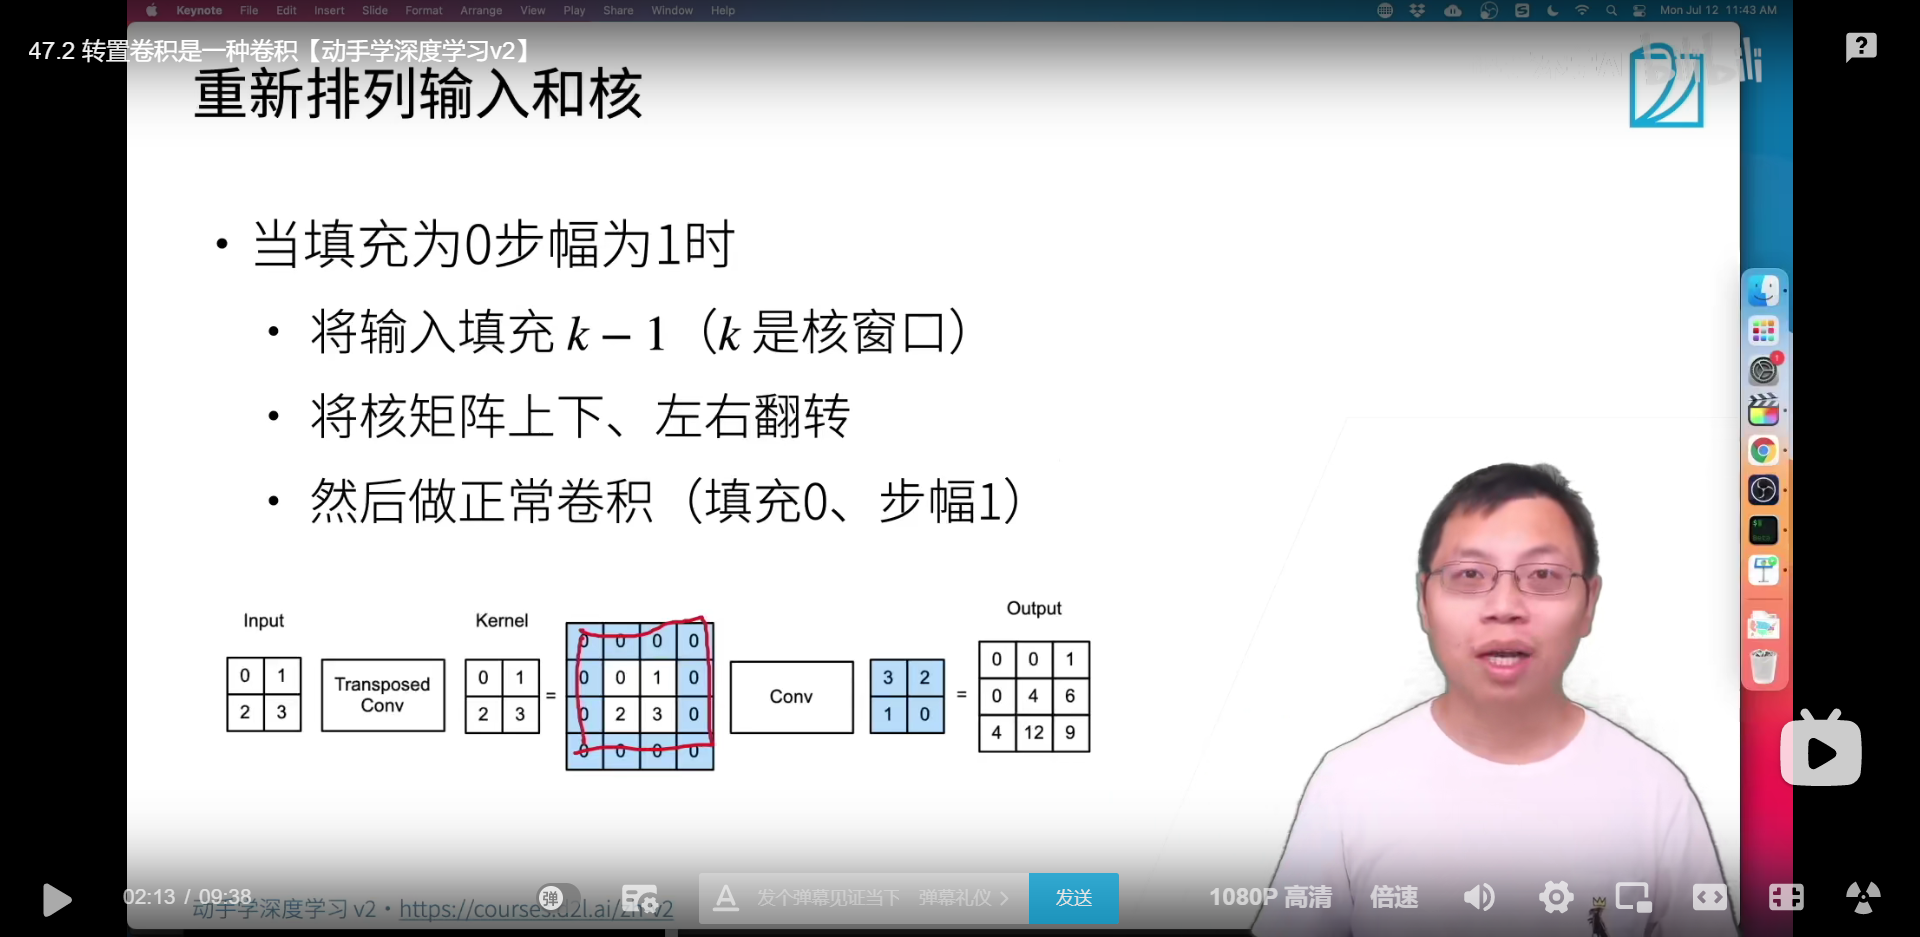 Keynote File Edit Insert Slide Format Arrange View Play Share Window Help Mon Jul 12 11:43 AM
47.2 转置卷积是一种卷积【动手学深度学习v2】
bilibili
重新排列输入和核
• 当填充为0步幅为1时
• 将输入填充 k − 1（k 是核窗口）
• 将核矩阵上下、左右翻转
• 然后做正常卷积（填充0、步幅1）
Input Kernel Output
0 1
2 3
Transposed
Conv
0 1
2 3
=
0 0 0 0
0 0 1 0
0 2 3 0
0 0 0 0
Conv
3 2
1 0
=
0 0 1
0 4 6
4 12 9
02:13 / 09:38
弹
发个弹幕见证当下 弹幕礼仪 >
发送
1080P 高清
倍速
动手学深度学习 v2 • https://courses.d2l.ai/zh-v2